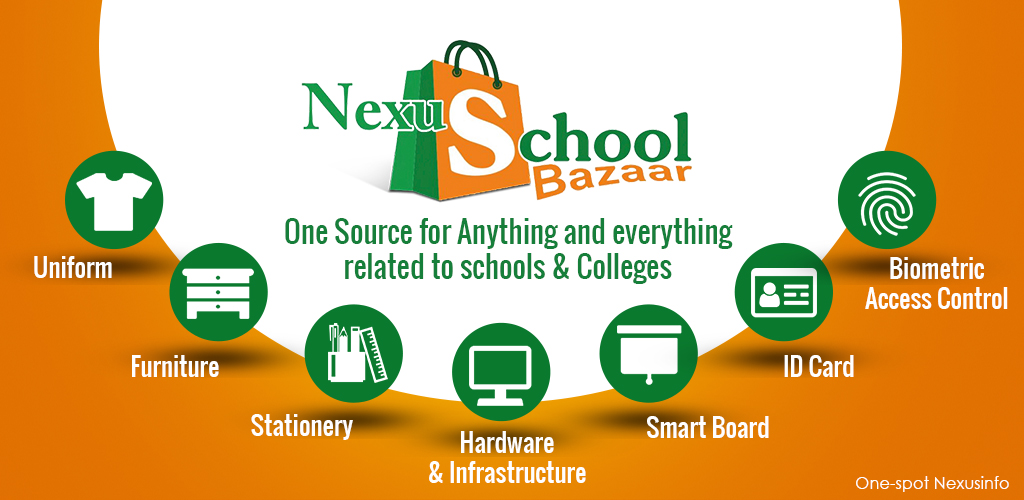 NexuSchool
Bazaar
One Source for Anything and everything
related to schools & Colleges
Uniform
Furniture
Stationery
Hardware
& Infrastructure
Smart Board
ID Card
Biometric
Access Control
One-spot Nexusinfo